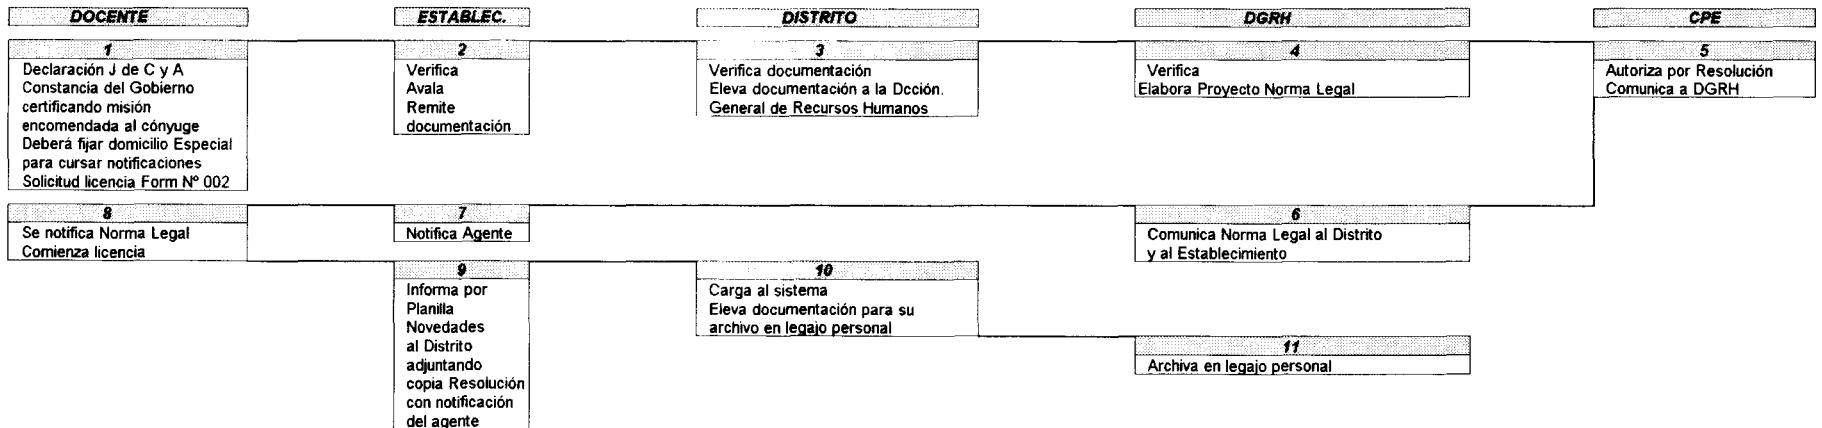 DOCENTE
ESTABLEC.
DISTRITO
DGRH
CPE
1
Declaración J de C y A
Constancia del Gobierno
certificando misión
encomendada al cónyuge
Deberá fijar domicilio Especial
para cursar notificaciones
Solicitud licencia Form Nº 002
2
Verifica
Avala
Remite
documentación
3
Verifica documentación
Eleva documentación a la Dcción.
General de Recursos Humanos
4
Verifica
Elabora Proyecto Norma Legal
5
Autoriza por Resolución
Comunica a DGRH
8
Se notifica Norma Legal
Comienza licencia
7
Notifica Agente
6
Comunica Norma Legal al Distrito
y al Establecimiento
9
Informa por
Planilla
Novedades
al Distrito
adjuntando
copia Resolución
con notificación
del agente
10
Carga al sistema
Eleva documentación para su
archivo en legajo personal
11
Archiva en legajo personal